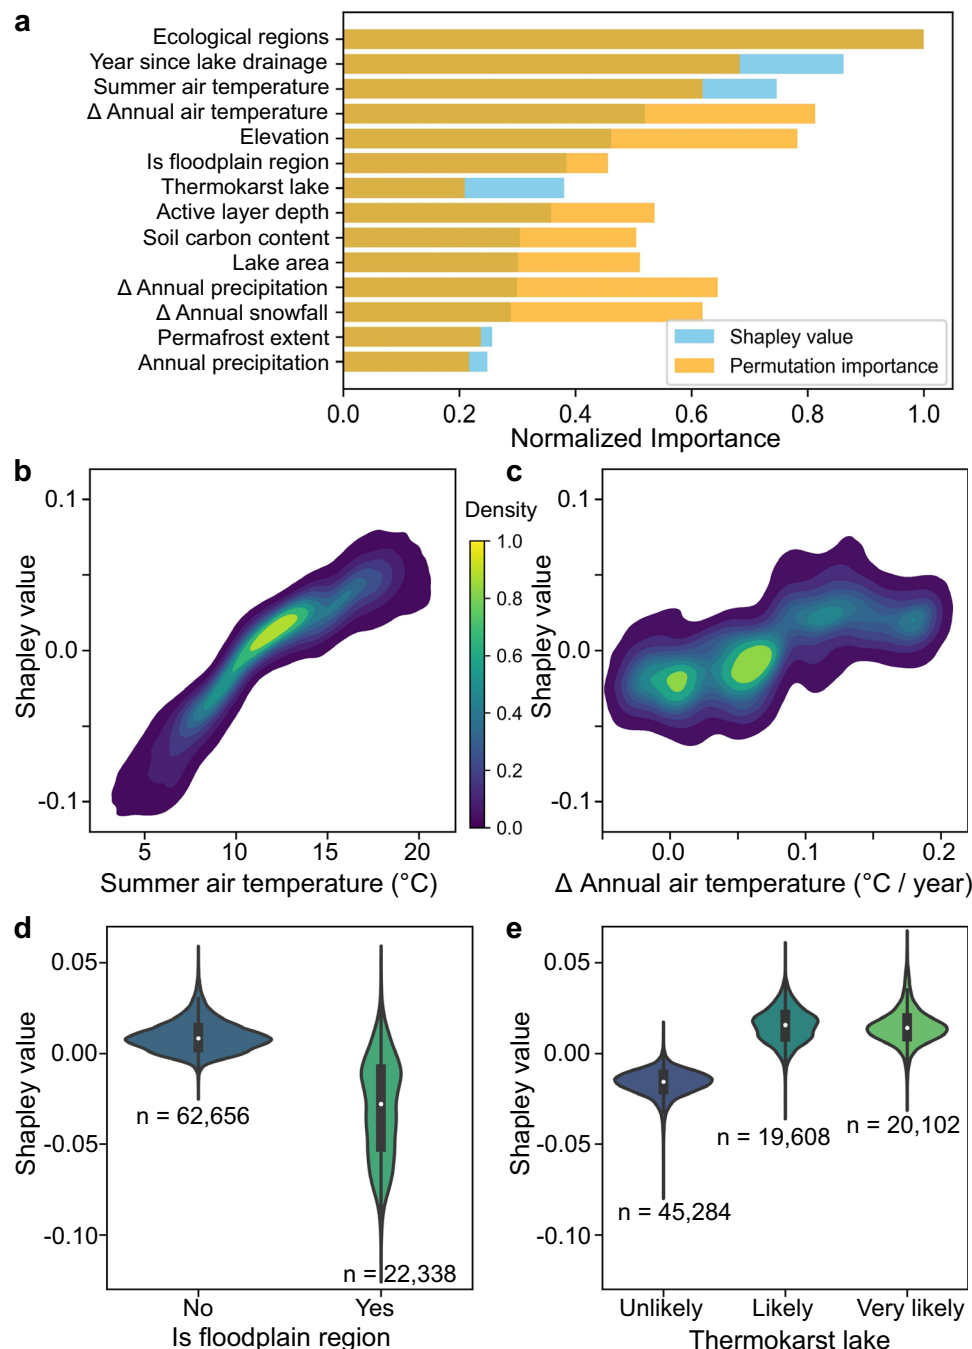 a
Ecological regions
Year since lake drainage
Summer air temperature
Δ Annual air temperature
Elevation
Is floodplain region
Thermokarst lake
Active layer depth
Soil carbon content
Lake area
Δ Annual precipitation
Δ Annual snowfall
Permafrost extent
Annual precipitation
Shapley value
Permutation importance
0.0 0.2 0.4 0.6 0.8 1.0
Normalized Importance
b
0.1
0.0
-0.1
Shapley value
5 10 15 20
Summer air temperature (°C)
Density
1.0
0.8
0.6
0.4
0.2
0.0
c
0.1
0.0
-0.1
Shapley value
0.0 0.1 0.2
Δ Annual air temperature (°C / year)
d
0.05
0.00
-0.05
-0.10
Shapley value
n = 62,656
n = 22,338
No Yes
Is floodplain region
e
0.05
0.00
-0.05
-0.10
Shapley value
n = 45,284
n = 19,608
n = 20,102
Unlikely Likely Very likely
Thermokarst lake